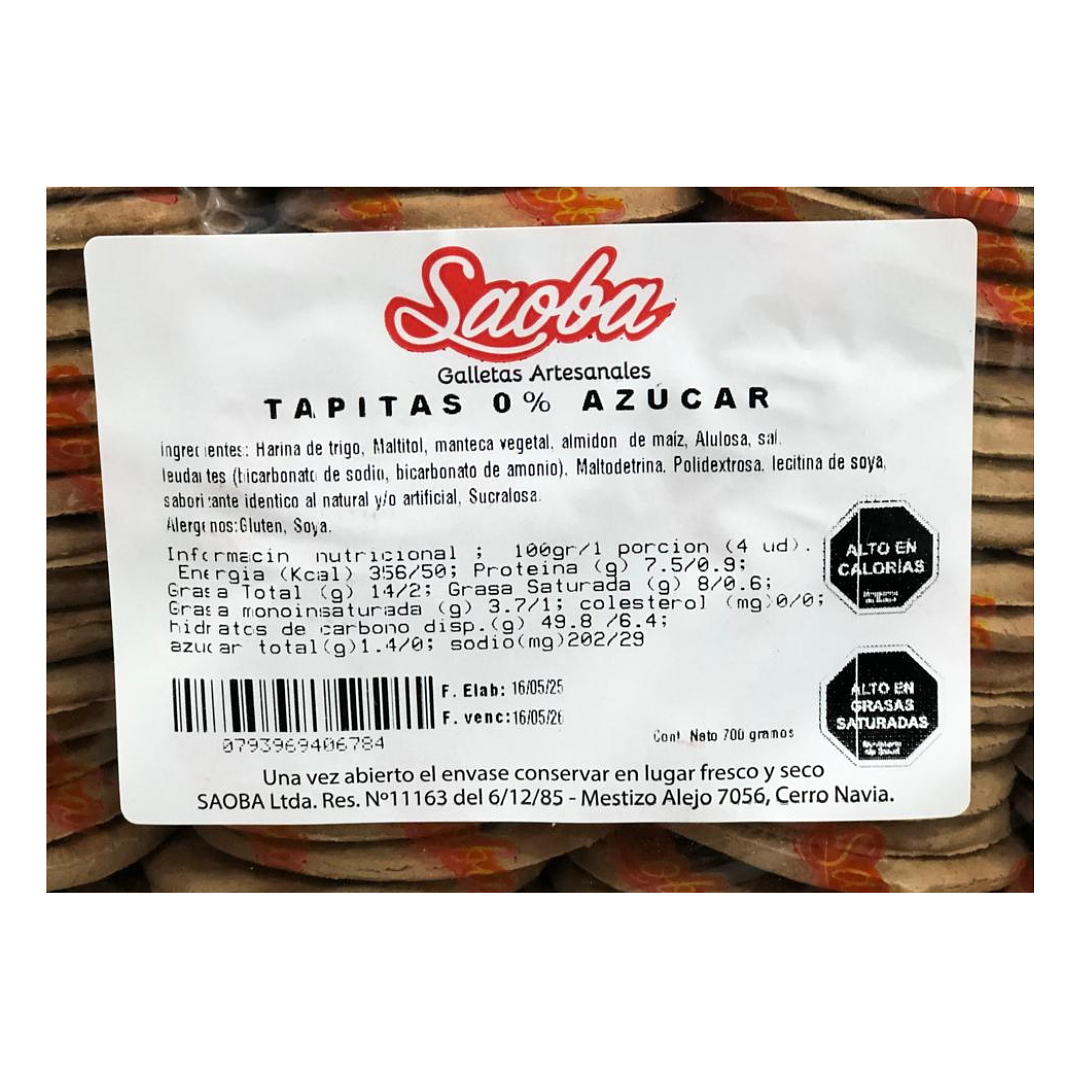 Saoba
Galletas Artesanales
TAPITAS 0% AZÚCAR
Ingredientes: Harina de trigo, Maltitol, manteca vegetal, almidon de maíz, Alulosa, sal,
leudantes (bicarbonato de sodio, bicarbonato de amonio), Maltodetrina, Polidextrosa, lecitina de soya,
saborizante identico al natural y/o artificial, Sucralosa.
Alergenos: Gluten, Soya.
Informacin nutricional ; 100gr/1 porcion (4 ud).
Energia (Kcal) 356/50; Proteina (g) 7.5/0.9;
Grasa Total (g) 14/2; Grasa Saturada (g) 8/0.6;
Grasa monoinsaturada (g) 3.7/1; colesterol (mg)0/0;
hidratos de carbono disp.(g) 49.8 /6.4;
azucar total(g)1.4/0; sodio(mg)202/29
ALTO EN
CALORÍAS
Ministerio
de Salud
ALTO EN
GRASAS
SATURADAS
Ministerio
de Salud
F. Elab: 16/05/25
F. venc:16/05/26
0793969406784
Cont. Neto 700 gramos
Una vez abierto el envase conservar en lugar fresco y seco
SAOBA Ltda. Res. Nº11163 del 6/12/85 - Mestizo Alejo 7056, Cerro Navia.